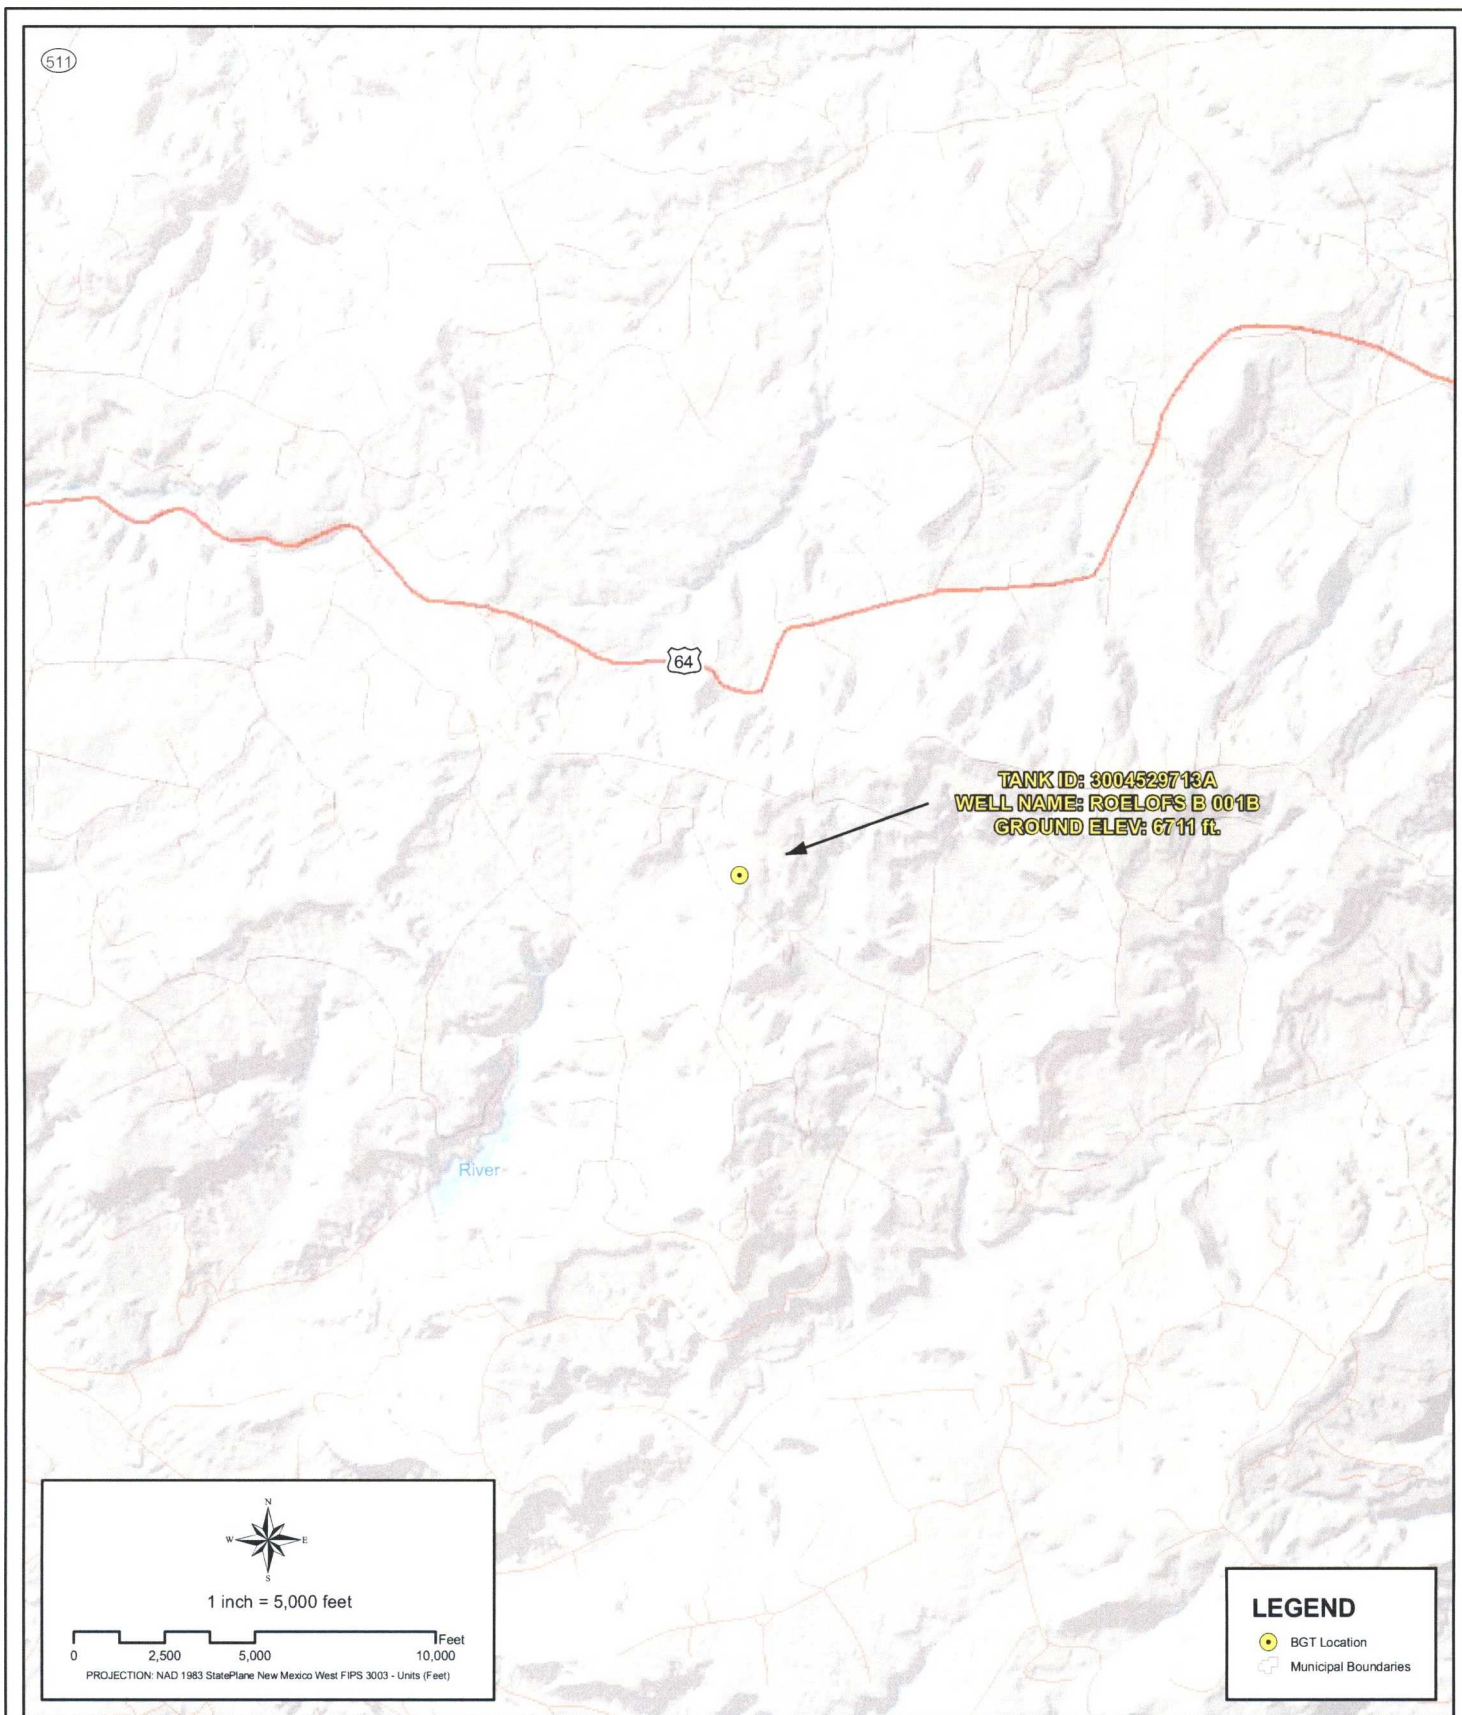 511
64
TANK ID: 3004529713A
WELL NAME: ROELOFS B 001B
GROUND ELEV: 6711 ft.
River
N
W E
S
1 inch = 5,000 feet
Feet
0 2,500 5,000 10,000
PROJECTION: NAD 1983 StatePlane New Mexico West FIPS 3003 - Units (Feet)
LEGEND
BGT Location
Municipal Boundaries